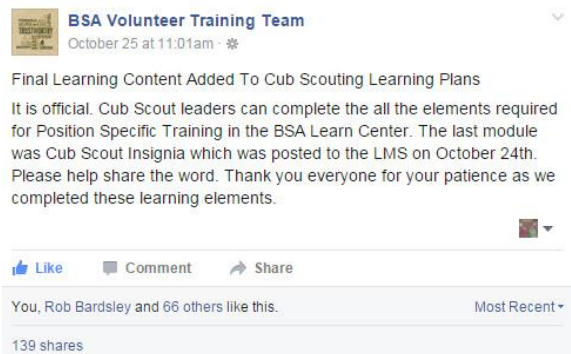 TRUSTWORTHY
BSA Volunteer Training Team
October 25 at 11:01am ·
Final Learning Content Added To Cub Scouting Learning Plans
It is official. Cub Scout leaders can complete the all the elements required
for Position Specific Training in the BSA Learn Center. The last module
was Cub Scout Insignia which was posted to the LMS on October 24th.
Please help share the word. Thank you everyone for your patience as we
completed these learning elements.
Like Comment Share
You, Rob Bardsley and 66 others like this. Most Recent
139 shares